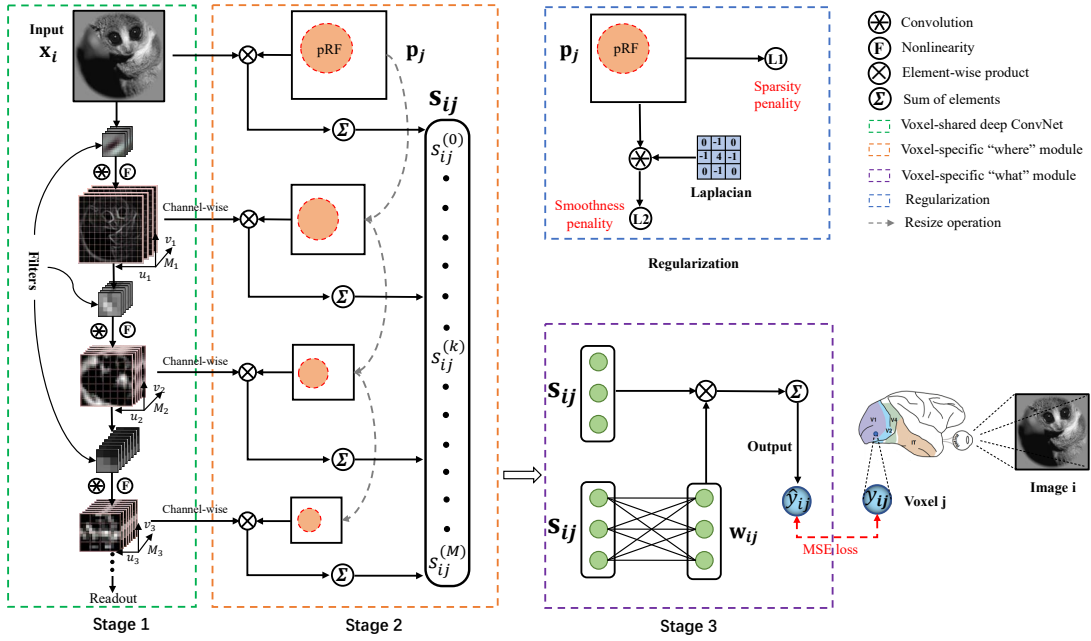 Input
x_i
Filters
F
v_1
M_1
u_1
F
v_2
M_2
u_2
F
v_3
M_3
u_3
Readout
Stage 1
Channel-wise
Channel-wise
Channel-wise
pRF
p_j
s_ij
Σ
Σ
Σ
Σ
s_ij^(0)
s_ij^(k)
s_ij^(M)
Stage 2
p_j
pRF
L1
Sparsity
penality
0 -1 0
-1 4 -1
0 -1 0
Laplacian
Smoothness
penality
L2
Regularization
Convolution
F Nonlinearity
Element-wise product
Σ Sum of elements
Voxel-shared deep ConvNet
Voxel-specific “where” module
Voxel-specific “what” module
Regularization
Resize operation
s_ij
Σ
Output
s_ij
w_ij
ŷ_ij
y_ij
Voxel j
MSE loss
V1
V4
V2
IT
Image i
Stage 3